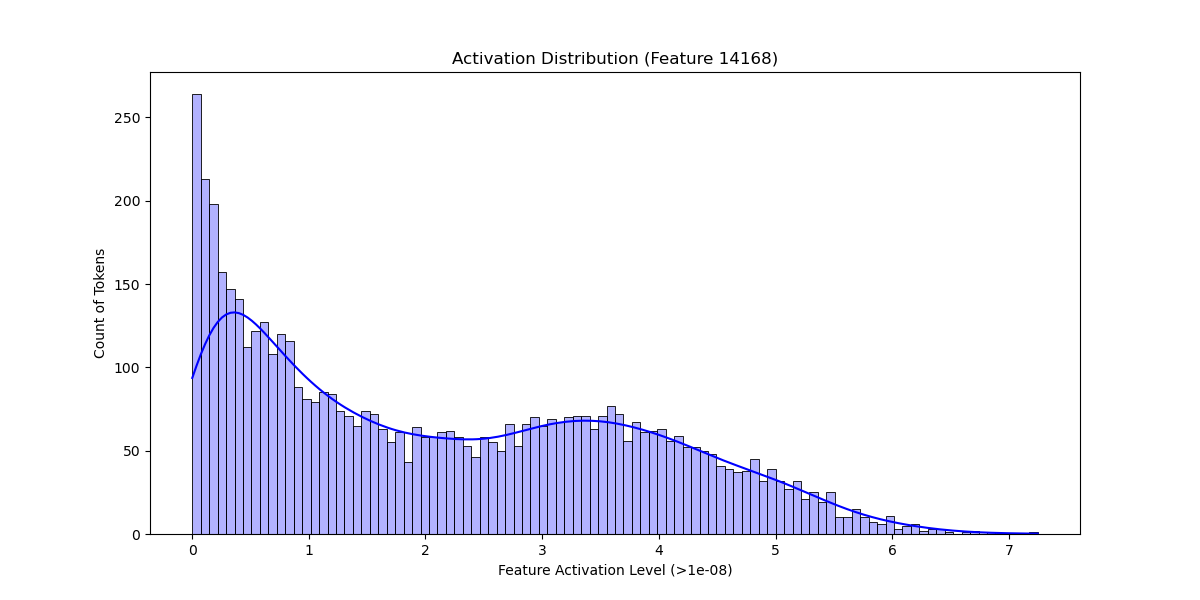 Activation Distribution (Feature 14168)
Count of Tokens
250
200
150
100
50
0
0 1 2 3 4 5 6 7
Feature Activation Level (>1e-08)